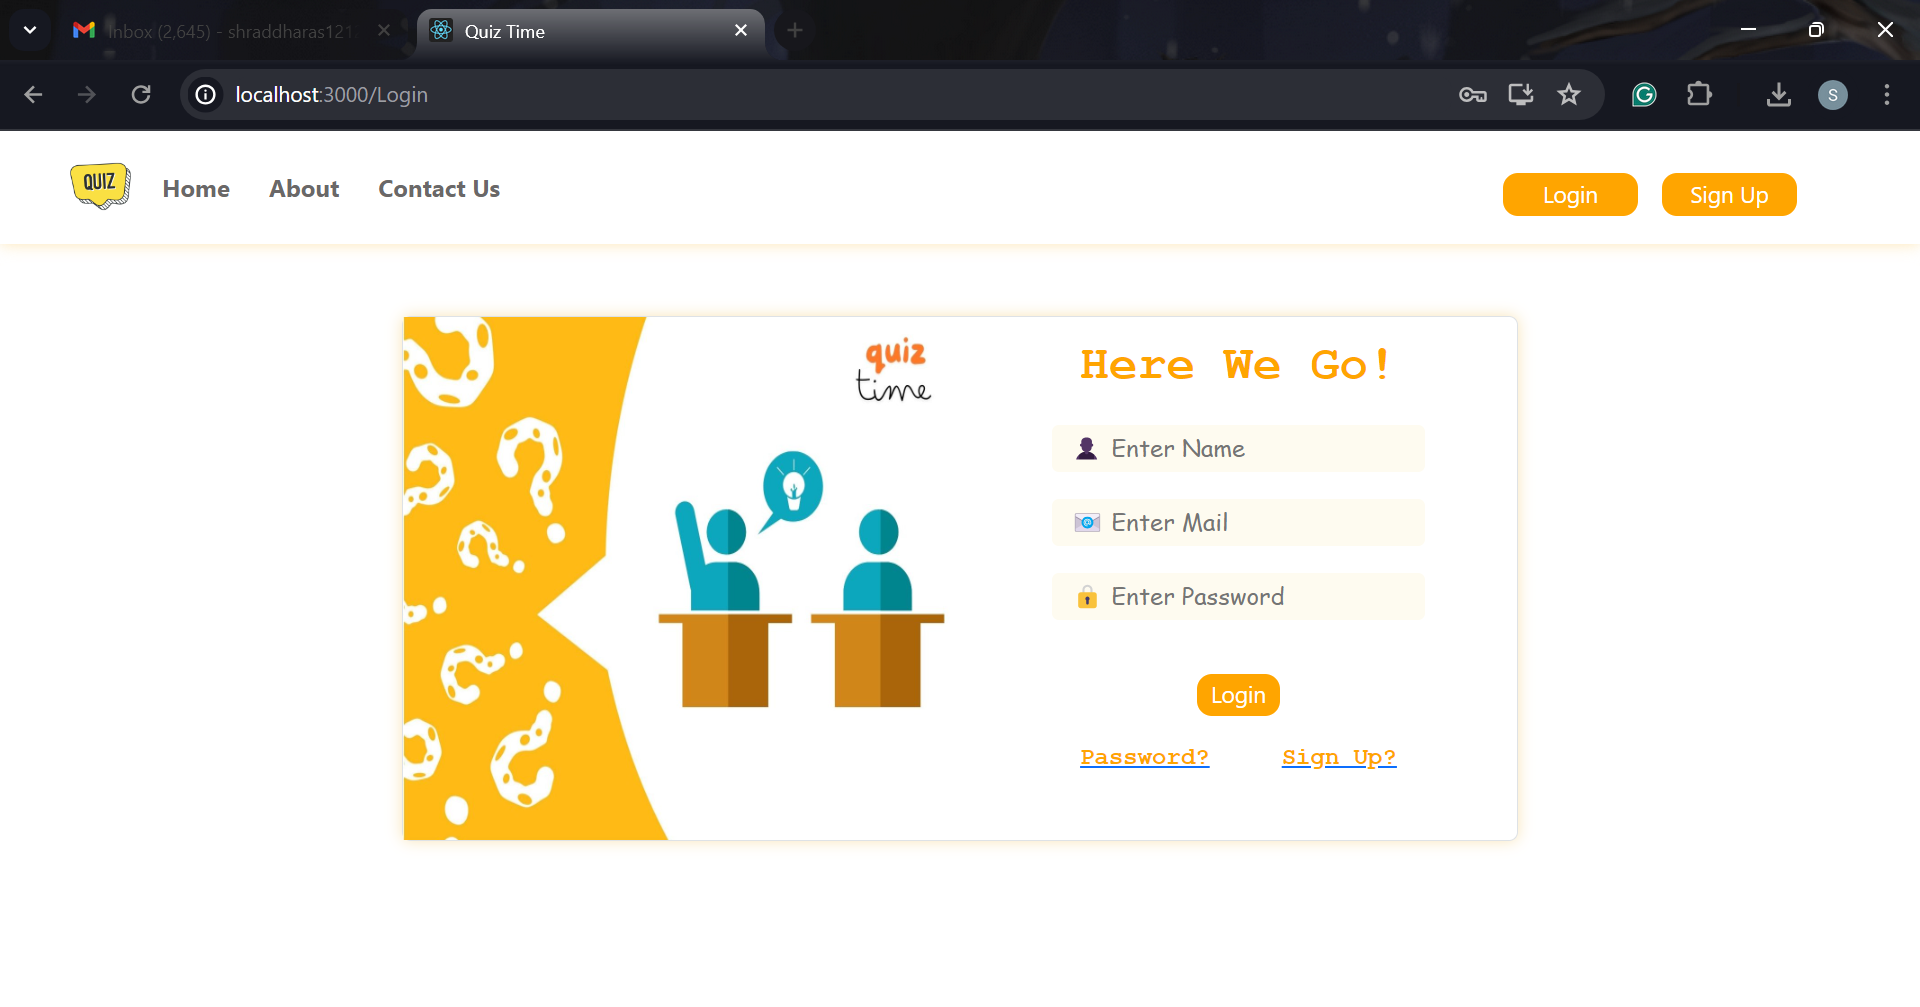 Inbox (2,645) - shraddharas121
Quiz Time
localhost:3000/Login
S
QUIZ
Home
About
Contact Us
Login
Sign Up
quiz
time
Here We Go!
Enter Name
Enter Mail
Enter Password
Login
Password?
Sign Up?